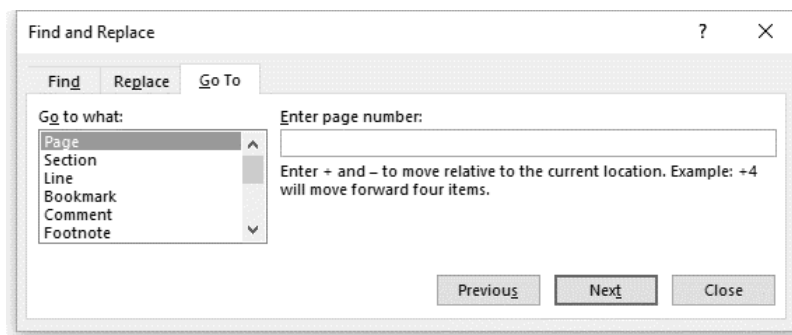 Find and Replace ? X
Find Replace Go To
Go to what:
Page
Section
Line
Bookmark
Comment
Footnote
Enter page number:
Enter + and – to move relative to the current location. Example: +4
will move forward four items.
Previous Next Close